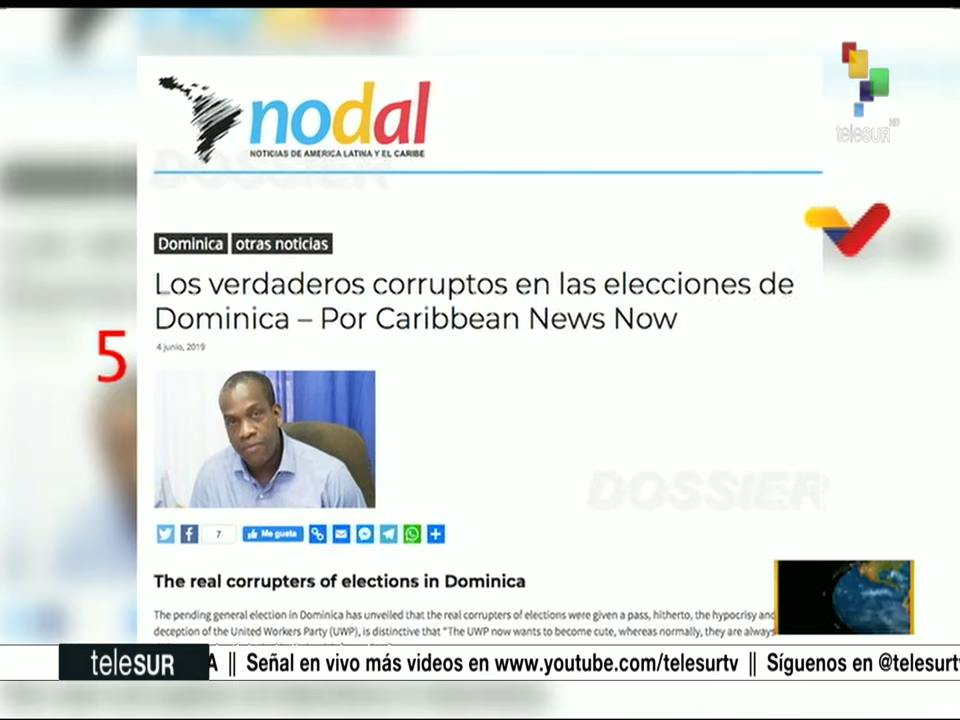 nodal
NOTICIAS DE AMERICA LATINA Y EL CARIBE
teleSUR HD
DOSSIER
Dominica otras noticias
Los verdaderos corruptos en las elecciones de
Dominica – Por Caribbean News Now
4 junio, 2019
5
DOSSIER
7 Me gusta
The real corrupters of elections in Dominica
The pending general election in Dominica has unveiled that the real corrupters of elections were given a pass, hitherto, the hypocrisy and
deception of the United Workers Party (UWP), is distinctive that "The UWP now wants to become cute, whereas normally, they are always
teleSUR A || Señal en vivo más videos en www.youtube.com/telesurtv || Síguenos en @telesurtv